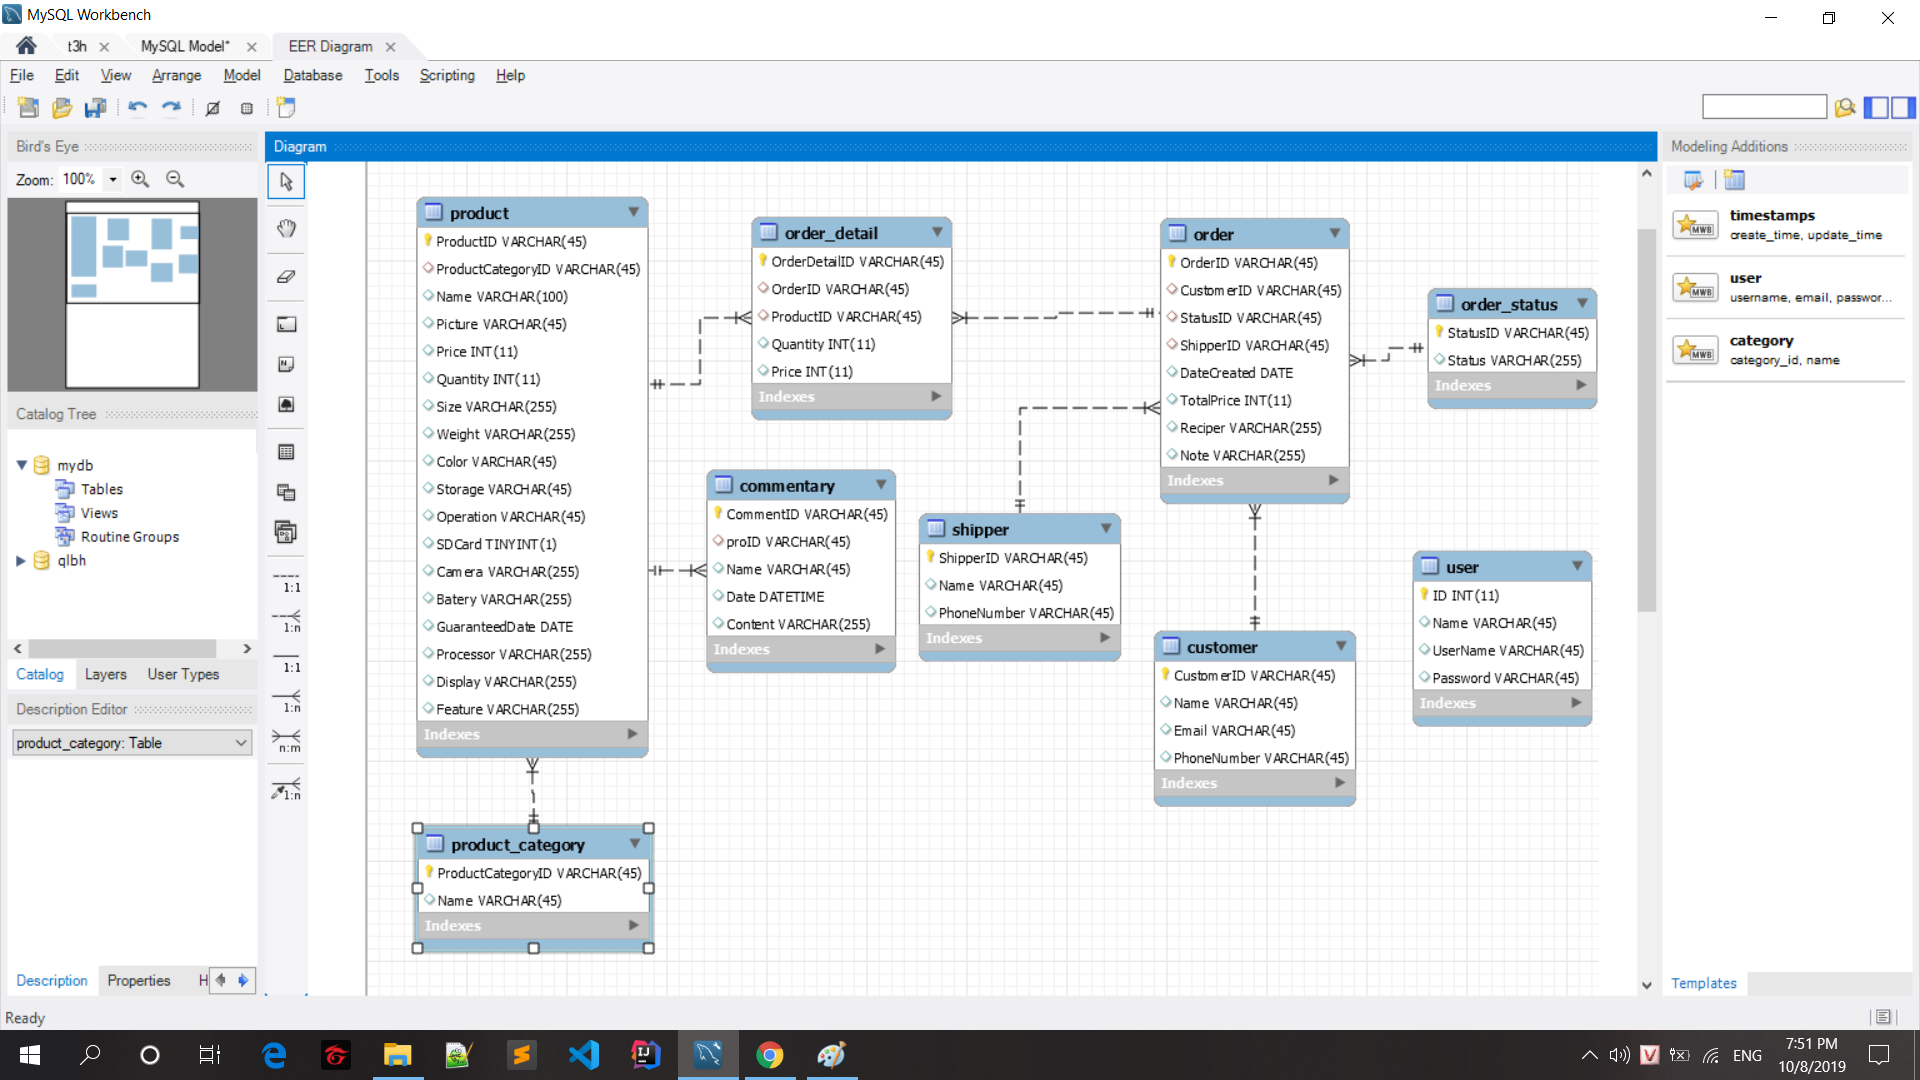 MySQL Workbench
t3h
MySQL Model*
EER Diagram
File Edit View Arrange Model Database Tools Scripting Help
Bird's Eye
Zoom: 100%
Catalog Tree
mydb
Tables
Views
Routine Groups
qlbh
Catalog Layers User Types
Description Editor
product_category: Table
Description Properties H
1:1
1:n
1:1
1:n
n:m
1:n
Diagram
product
ProductID VARCHAR(45)
ProductCategoryID VARCHAR(45)
Name VARCHAR(100)
Picture VARCHAR(45)
Price INT(11)
Quantity INT(11)
Size VARCHAR(255)
Weight VARCHAR(255)
Color VARCHAR(45)
Storage VARCHAR(45)
Operation VARCHAR(45)
SDCard TINYINT(1)
Camera VARCHAR(255)
Batery VARCHAR(255)
GuaranteedDate DATE
Processor VARCHAR(255)
Display VARCHAR(255)
Feature VARCHAR(255)
Indexes
product_category
ProductCategoryID VARCHAR(45)
Name VARCHAR(45)
Indexes
order_detail
OrderDetailID VARCHAR(45)
OrderID VARCHAR(45)
ProductID VARCHAR(45)
Quantity INT(11)
Price INT(11)
Indexes
commentary
CommentID VARCHAR(45)
proID VARCHAR(45)
Name VARCHAR(45)
Date DATETIME
Content VARCHAR(255)
Indexes
shipper
ShipperID VARCHAR(45)
Name VARCHAR(45)
PhoneNumber VARCHAR(45)
Indexes
order
OrderID VARCHAR(45)
CustomerID VARCHAR(45)
StatusID VARCHAR(45)
ShipperID VARCHAR(45)
DateCreated DATE
TotalPrice INT(11)
Reciper VARCHAR(255)
Note VARCHAR(255)
Indexes
customer
CustomerID VARCHAR(45)
Name VARCHAR(45)
Email VARCHAR(45)
PhoneNumber VARCHAR(45)
Indexes
order_status
StatusID VARCHAR(45)
Status VARCHAR(255)
Indexes
user
ID INT(11)
Name VARCHAR(45)
UserName VARCHAR(45)
Password VARCHAR(45)
Indexes
Modeling Additions
MWB
timestamps
create_time, update_time
MWB
user
username, email, passwor...
MWB
category
category_id, name
Templates
Ready
ENG
7:51 PM
10/8/2019